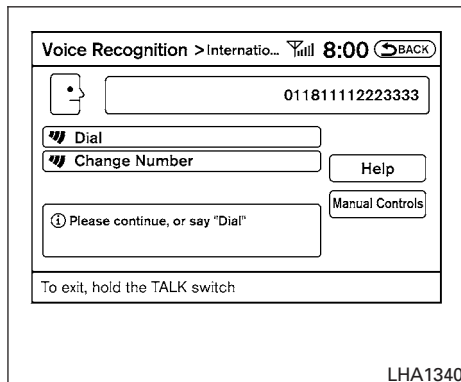 Voice Recognition > Internatio... 8:00 BACK
011811112223333
Dial
Change Number
Help
Manual Controls
Please continue, or say "Dial"
To exit, hold the TALK switch
LHA1340